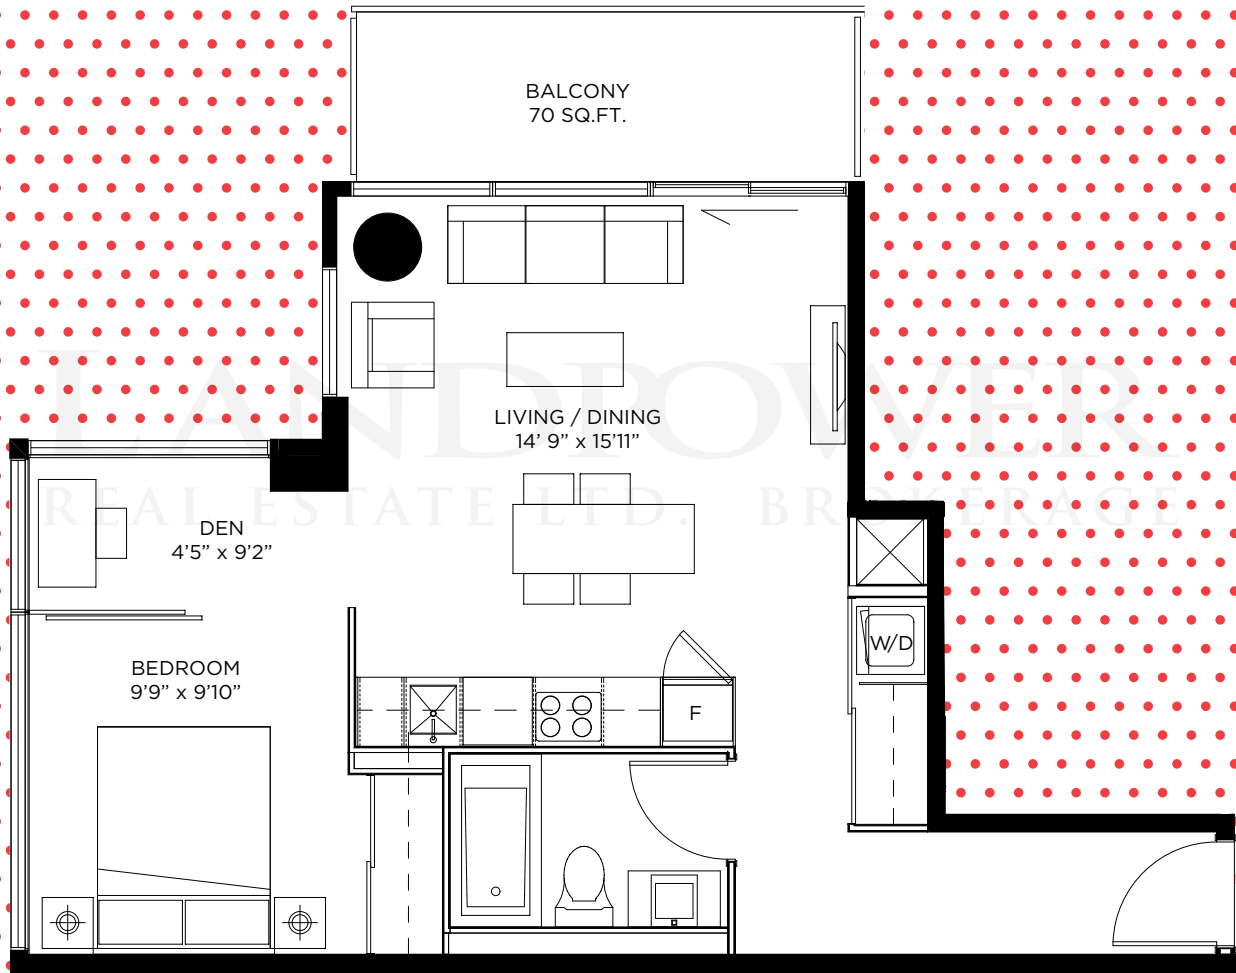 BALCONY
70 SQ.FT.
LANDPOWER
LIVING / DINING
14' 9” x 15'11”
REAL ESTATE LTD. BROKERAGE
DEN
4'5” x 9'2”
W/D
BEDROOM
9'9” x 9'10”
F